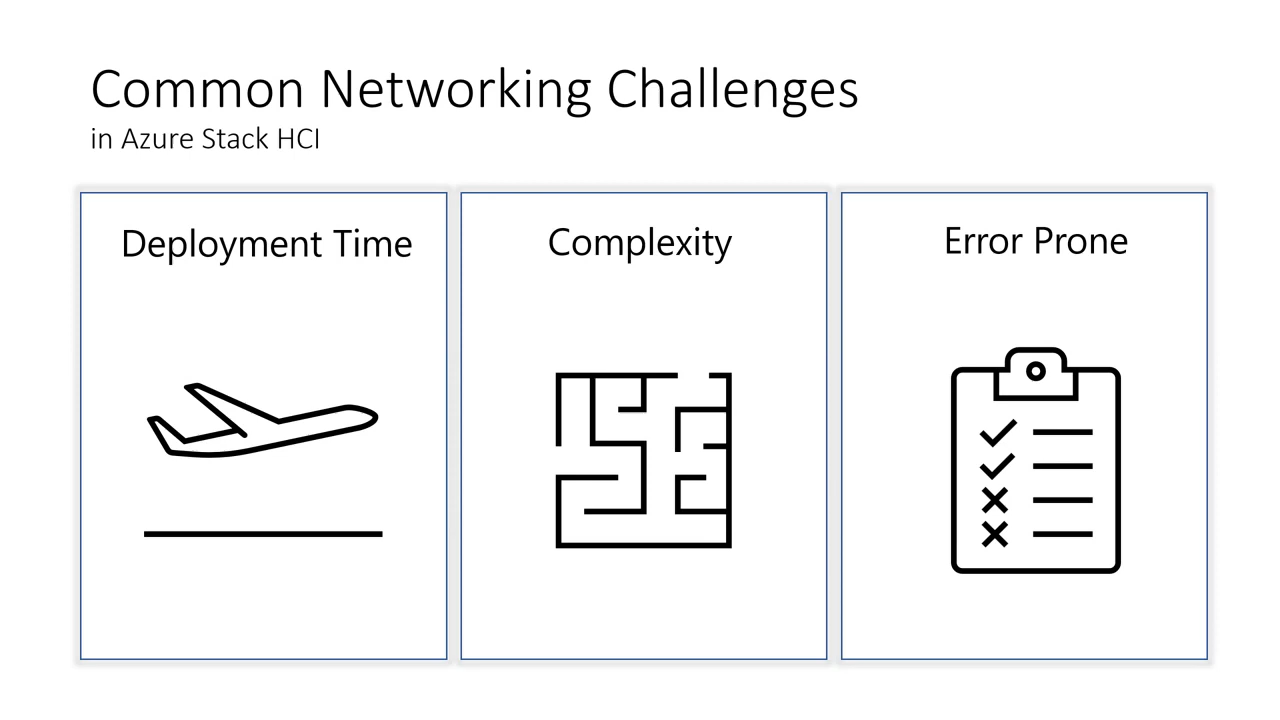 Common Networking Challenges
in Azure Stack HCI
Deployment Time
Complexity
Error Prone